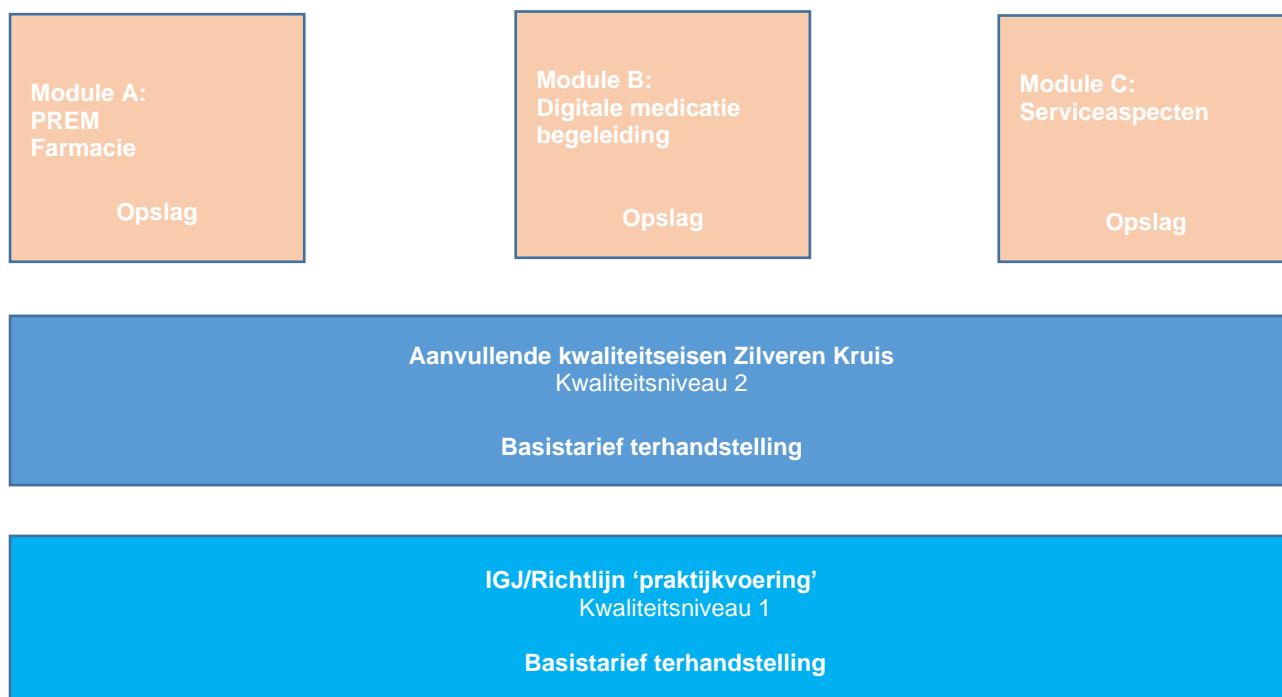 Module A:
PREM
Farmacie
Opslag
Module B:
Digitale medicatie
begeleiding
Opslag
Module C:
Serviceaspecten
Opslag
Aanvullende kwaliteitseisen Zilveren Kruis
Kwaliteitsniveau 2
Basistarief terhandstelling
IGJ/Richtlijn ‘praktijkvoering’
Kwaliteitsniveau 1
Basistarief terhandstelling